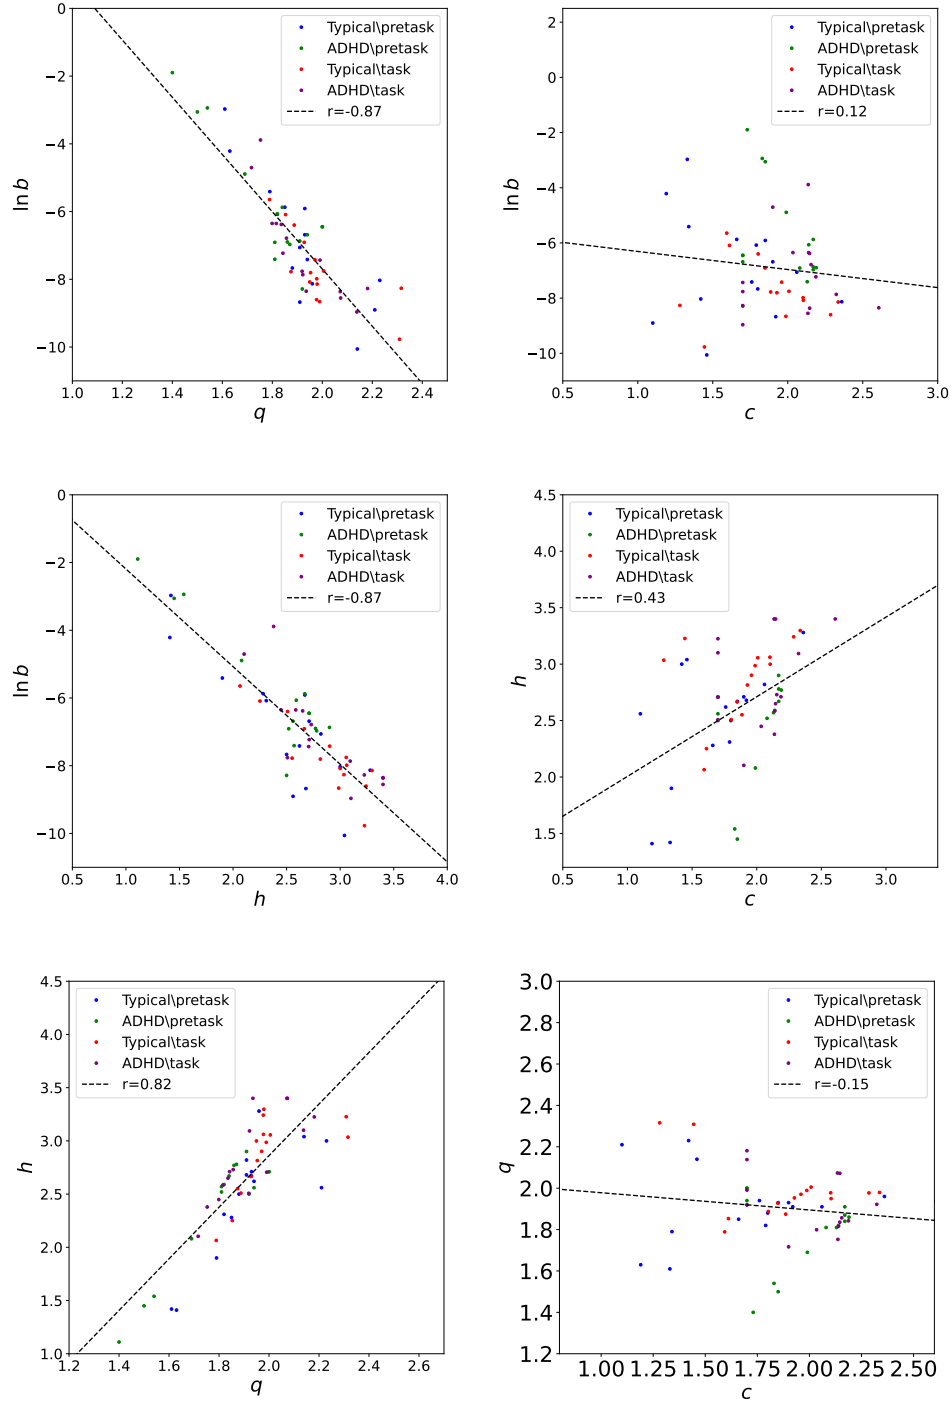 0
−2
−4
−6
−8
−10
ln b
1.0 1.2 1.4 1.6 1.8 2.0 2.2 2.4
q
Typical\pretask
ADHD\pretask
Typical\task
ADHD\task
r=-0.87
2
0
−2
−4
−6
−8
−10
ln b
0.5 1.0 1.5 2.0 2.5 3.0
c
Typical\pretask
ADHD\pretask
Typical\task
ADHD\task
r=0.12
0
−2
−4
−6
−8
−10
ln b
0.5 1.0 1.5 2.0 2.5 3.0 3.5 4.0
h
Typical\pretask
ADHD\pretask
Typical\task
ADHD\task
r=-0.87
4.5
4.0
3.5
3.0
2.5
2.0
1.5
h
0.5 1.0 1.5 2.0 2.5 3.0
c
Typical\pretask
ADHD\pretask
Typical\task
ADHD\task
r=0.43
4.5
4.0
3.5
3.0
2.5
2.0
1.5
1.0
h
1.2 1.4 1.6 1.8 2.0 2.2 2.4 2.6
q
Typical\pretask
ADHD\pretask
Typical\task
ADHD\task
r=0.82
3.0
2.8
2.6
2.4
2.2
2.0
1.8
1.6
1.4
1.2
q
1.00 1.25 1.50 1.75 2.00 2.25 2.50
c
Typical\pretask
ADHD\pretask
Typical\task
ADHD\task
r=-0.15